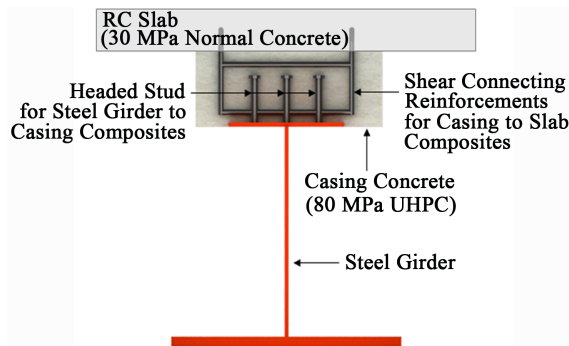 RC Slab
(30 MPa Normal Concrete)
Headed Stud
for Steel Girder to
Casing Composites
Shear Connecting
Reinforcements
for Casing to Slab
Composites
Casing Concrete
(80 MPa UHPC)
Steel Girder